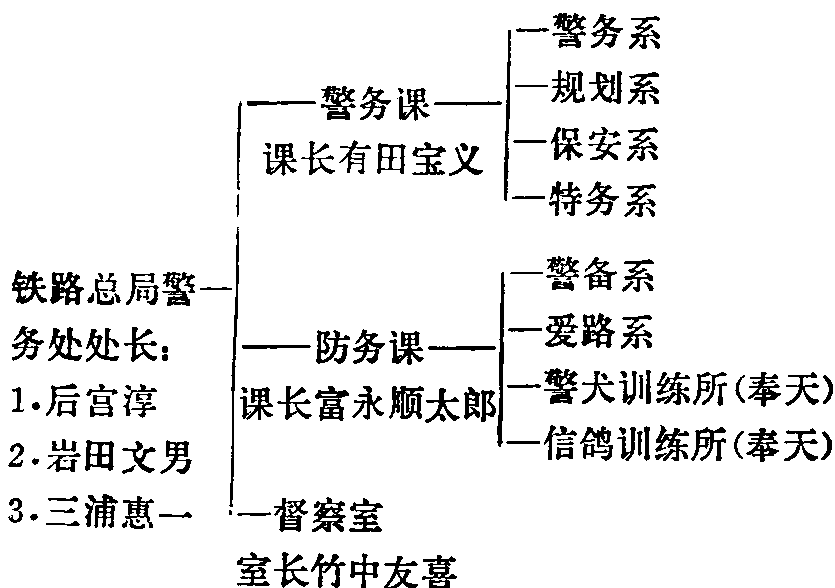 铁路总局警
务处处长:
1.后宫淳
2.岩田文男
3.三浦惠一
警务课
课长有田宝义
警务系
规划系
保安系
特务系
防务课
课长富永顺太郎
警备系
爱路系
警犬训练所(奉天)
信鸽训练所(奉天)
督察室
室长竹中友喜